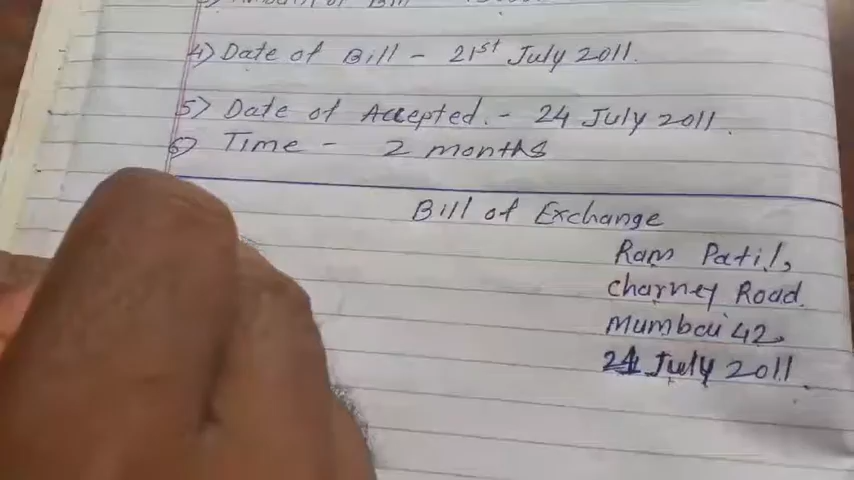 4) Date of Bill - 21st July 2011.
5) Date of Accepted. - 24 July 2011.
6) Time - 2 months
Bill of Exchange
Ram Patil,
Charney Road.
Mumbai 42,
21 July 2011.